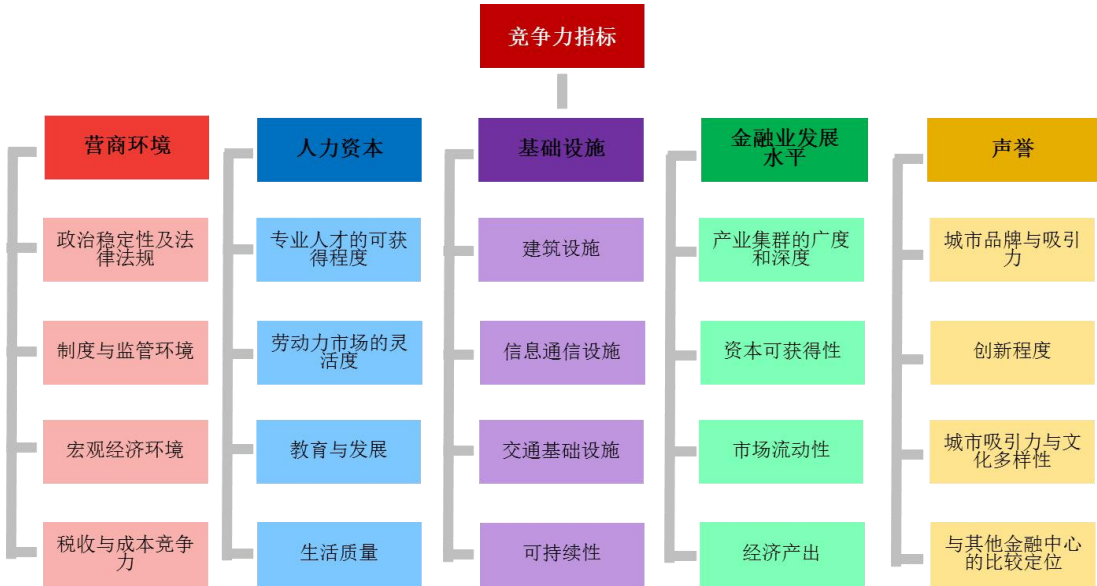 竞争力指标
营商环境
政治稳定性及法
律法规
制度与监管环境
宏观经济环境
税收与成本竞争
力
人力资本
专业人才的可获
得程度
劳动力市场的灵
活度
教育与发展
生活质量
基础设施
建筑设施
信息通信设施
交通基础设施
可持续性
金融业发展
水平
产业集群的广度
和深度
资本可获得性
市场流动性
经济产出
声誉
城市品牌与吸引
力
创新程度
城市吸引力与文
化多样性
与其他金融中心
的比较定位